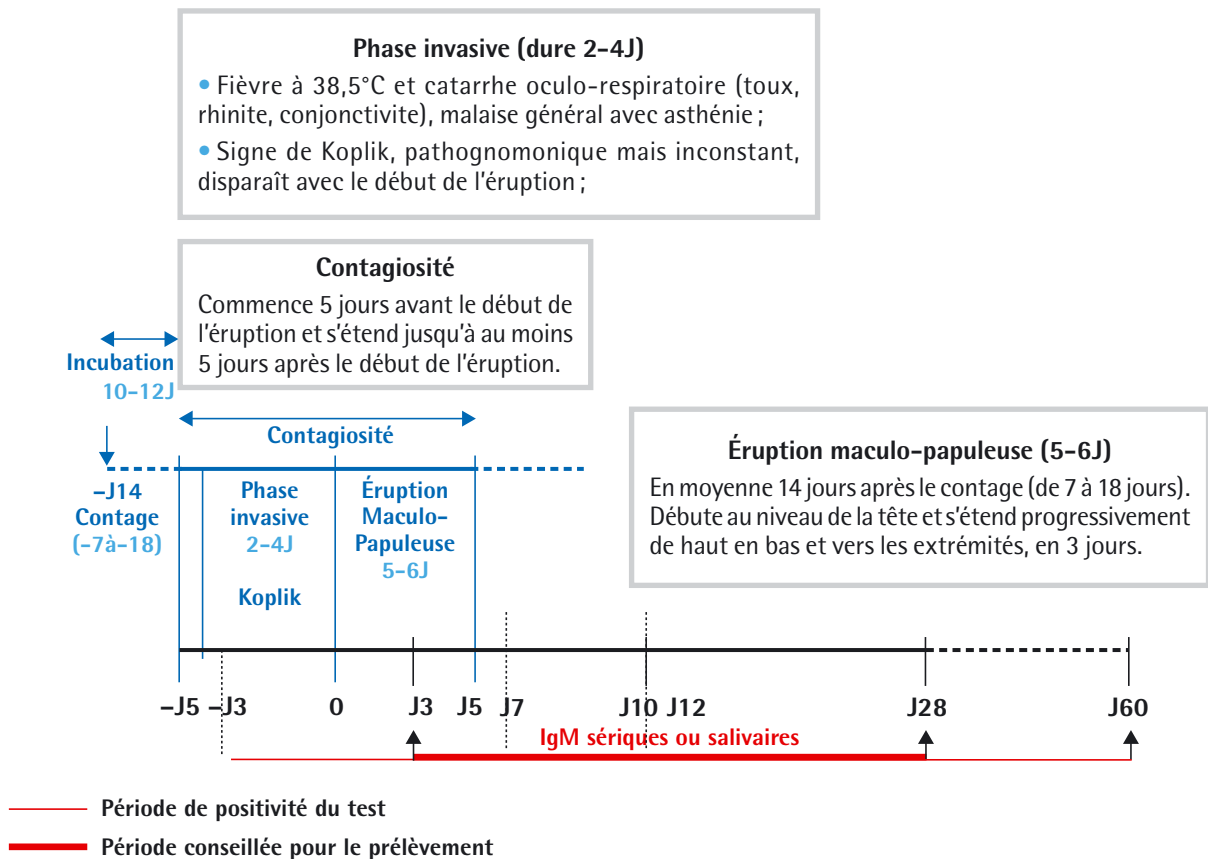 Phase invasive (dure 2-4J)
• Fièvre à 38,5°C et catarrhe oculo-respiratoire (toux,
rhinite, conjonctivite), malaise général avec asthénie ;
• Signe de Koplik, pathognomonique mais inconstant,
disparaît avec le début de l'éruption ;
Contagiosité
Commence 5 jours avant le début de
l'éruption et s'étend jusqu'à au moins
5 jours après le début de l'éruption.
Incubation
10-12J
Contagiosité
–J14
Contage
(-7à-18)
Phase
invasive
2-4J
Koplik
Éruption
Maculo-
Papuleuse
5-6J
Éruption maculo-papuleuse (5-6J)
En moyenne 14 jours après le contage (de 7 à 18 jours).
Débute au niveau de la tête et s'étend progressivement
de haut en bas et vers les extrémités, en 3 jours.
–J5 –J3 0 J3 J5 J7 J10 J12 J28 J60
IgM sériques ou salivaires
Période de positivité du test
Période conseillée pour le prélèvement